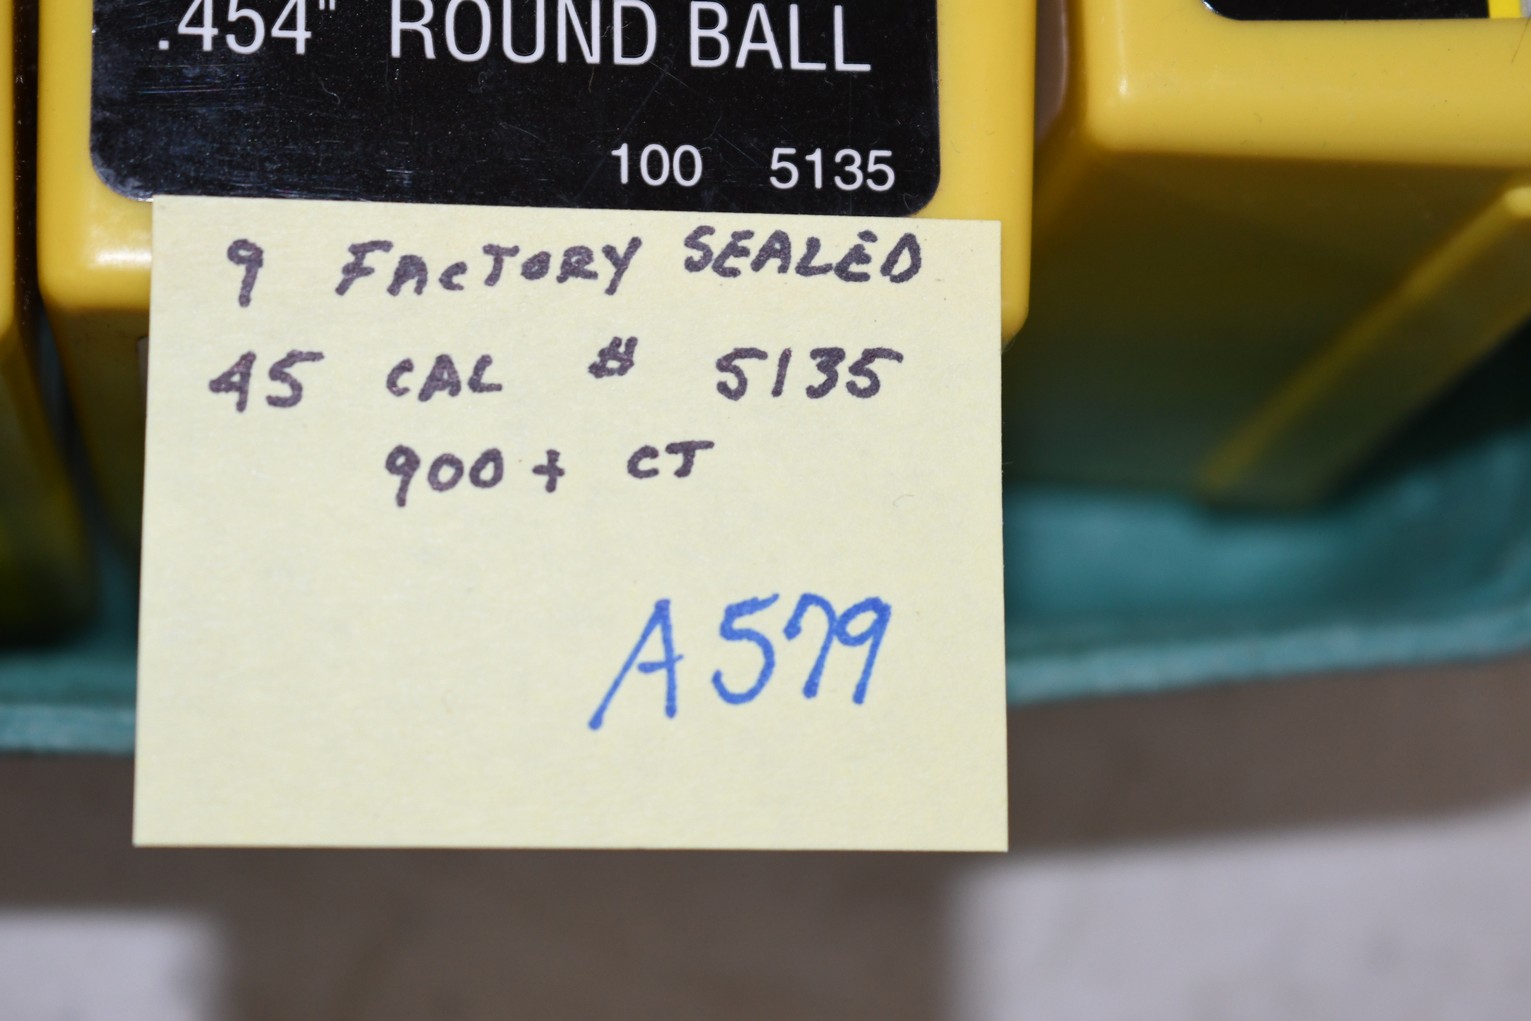 .454" ROUND BALL
100 5135
9 FACTORY SEALED
45 CAL # 5135
900+ CT
A579